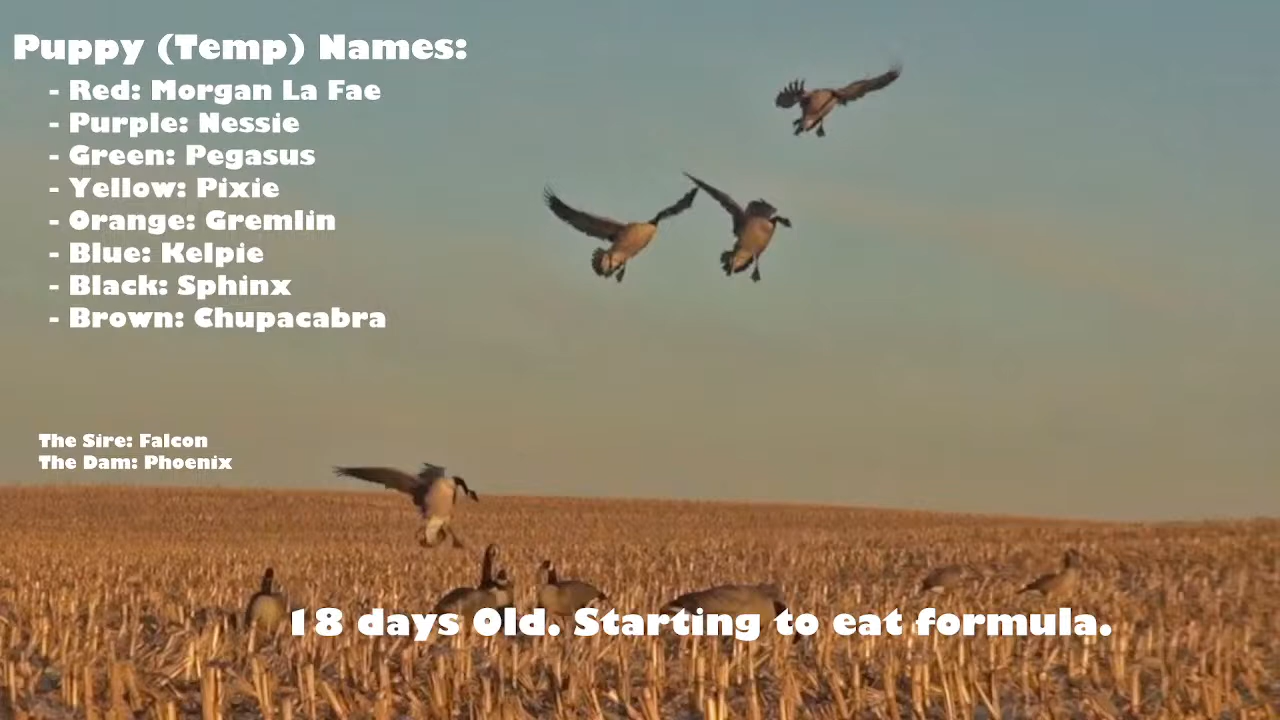 Puppy (Temp) Names:
- Red: Morgan La Fae
- Purple: Nessie
- Green: Pegasus
- Yellow: Pixie
- Orange: Gremlin
- Blue: Kelpie
- Black: Sphinx
- Brown: Chupacabra
The Sire: Falcon
The Dam: Phoenix
18 days Old. Starting to eat formula.